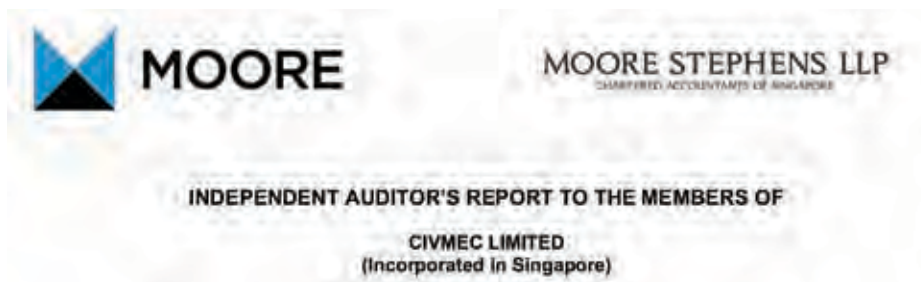 MOORE
MOORE STEPHENS LLP
CHARTERED ACCOUNTANTS OF SINGAPORE
INDEPENDENT AUDITOR'S REPORT TO THE MEMBERS OF
CIVMEC LIMITED
(Incorporated in Singapore)